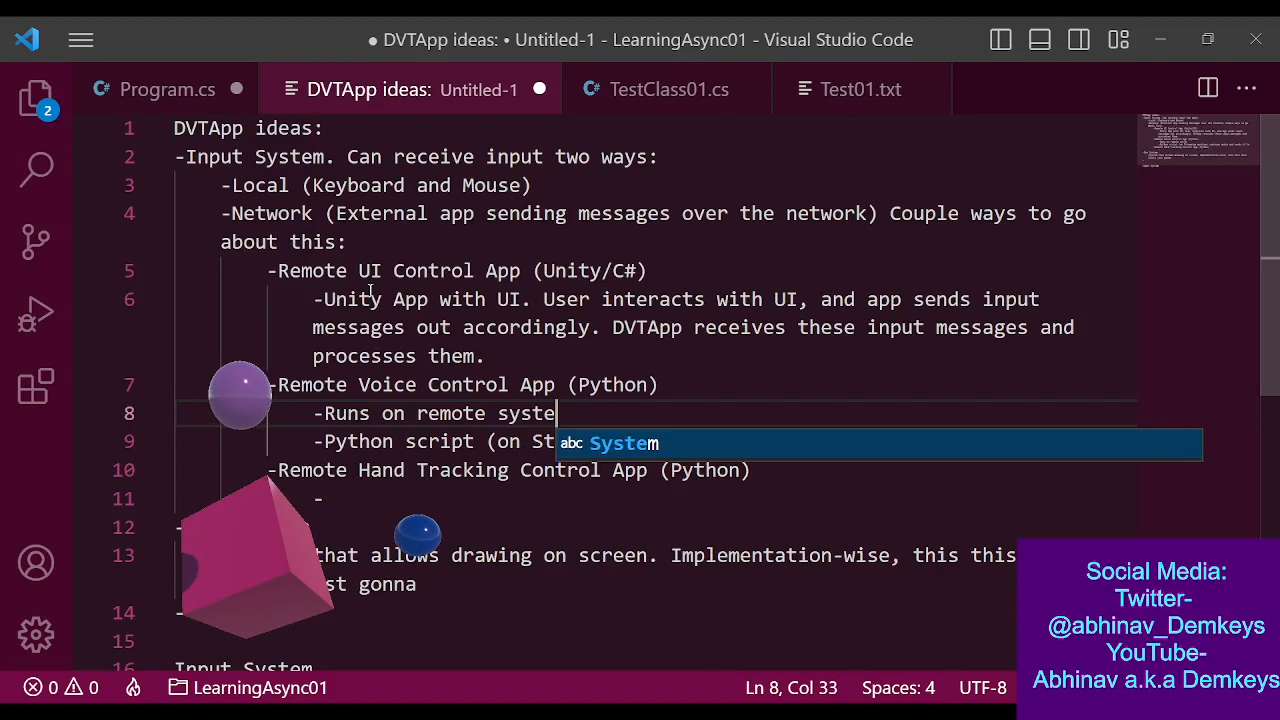 ● DVTApp ideas: • Untitled-1 - LearningAsync01 - Visual Studio Code
Program.cs
DVTApp ideas: Untitled-1
TestClass01.cs
Test01.txt
2
1 DVTApp ideas:
2 -Input System. Can receive input two ways:
3 -Local (Keyboard and Mouse)
4 -Network (External app sending messages over the network) Couple ways to go
about this:
5 -Remote UI Control App (Unity/C#)
6 -Unity App with UI. User interacts with UI, and app sends input
messages out accordingly. DVTApp receives these input messages and
processes them.
7 -Remote Voice Control App (Python)
8 -Runs on remote syste
abc System
9 -Python script (on St
10 -Remote Hand Tracking Control App (Python)
11 -
12 -
13 that allows drawing on screen. Implementation-wise, this this
gonna
14 -
15
16 Input System
0 0
LearningAsync01
Ln 8, Col 33
Spaces: 4
UTF-8
Social Media:
Twitter-
@abhinav_Demkeys
YouTube-
Abhinav a.k.a Demkeys